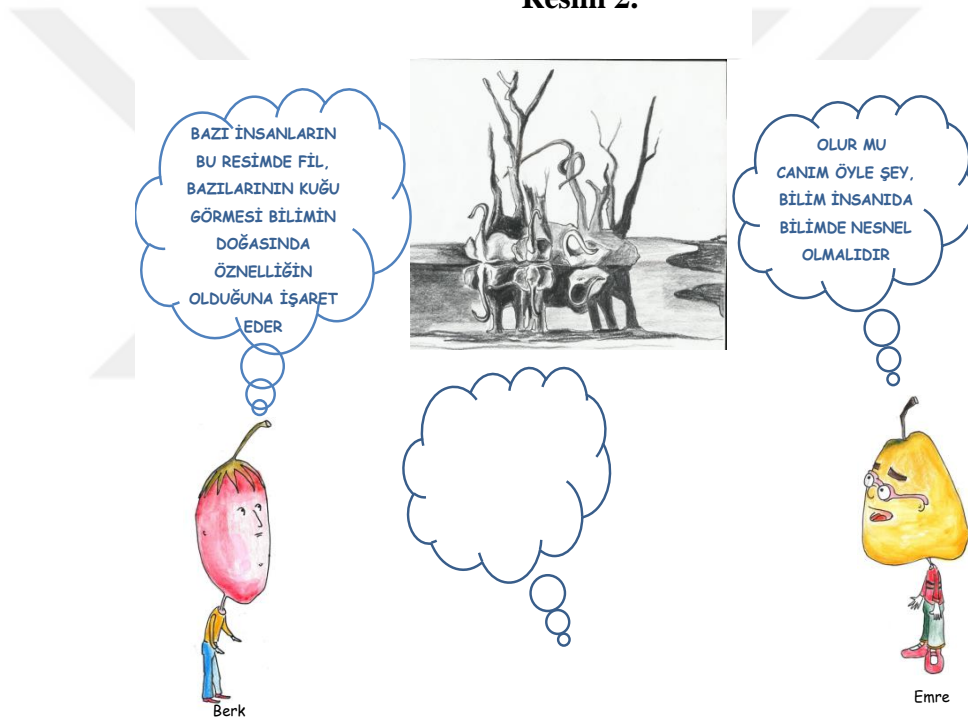 Resim 2.
BAZI İNSANLARIN
BU RESİMDE FİL,
BAZILARININ KUĞU
GÖRMESİ BİLİMİN
DOĞASINDA
ÖZNELLİĞİN
OLDUĞUNA İŞARET
EDER
OLUR MU
CANIM ÖYLE ŞEY,
BİLİM İNSANIDA
BİLİMDE NESNEL
OLMALIDIR
Berk
Emre